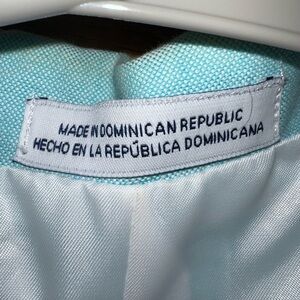 MADE IN DOMINICAN REPUBLIC
HECHO EN LA REPÚBLICA DOMINICANA